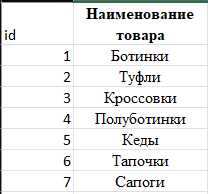 id Наименование товара
1 Ботинки
2 Туфли
3 Кроссовки
4 Полуботинки
5 Кеды
6 Тапочки
7 Сапоги